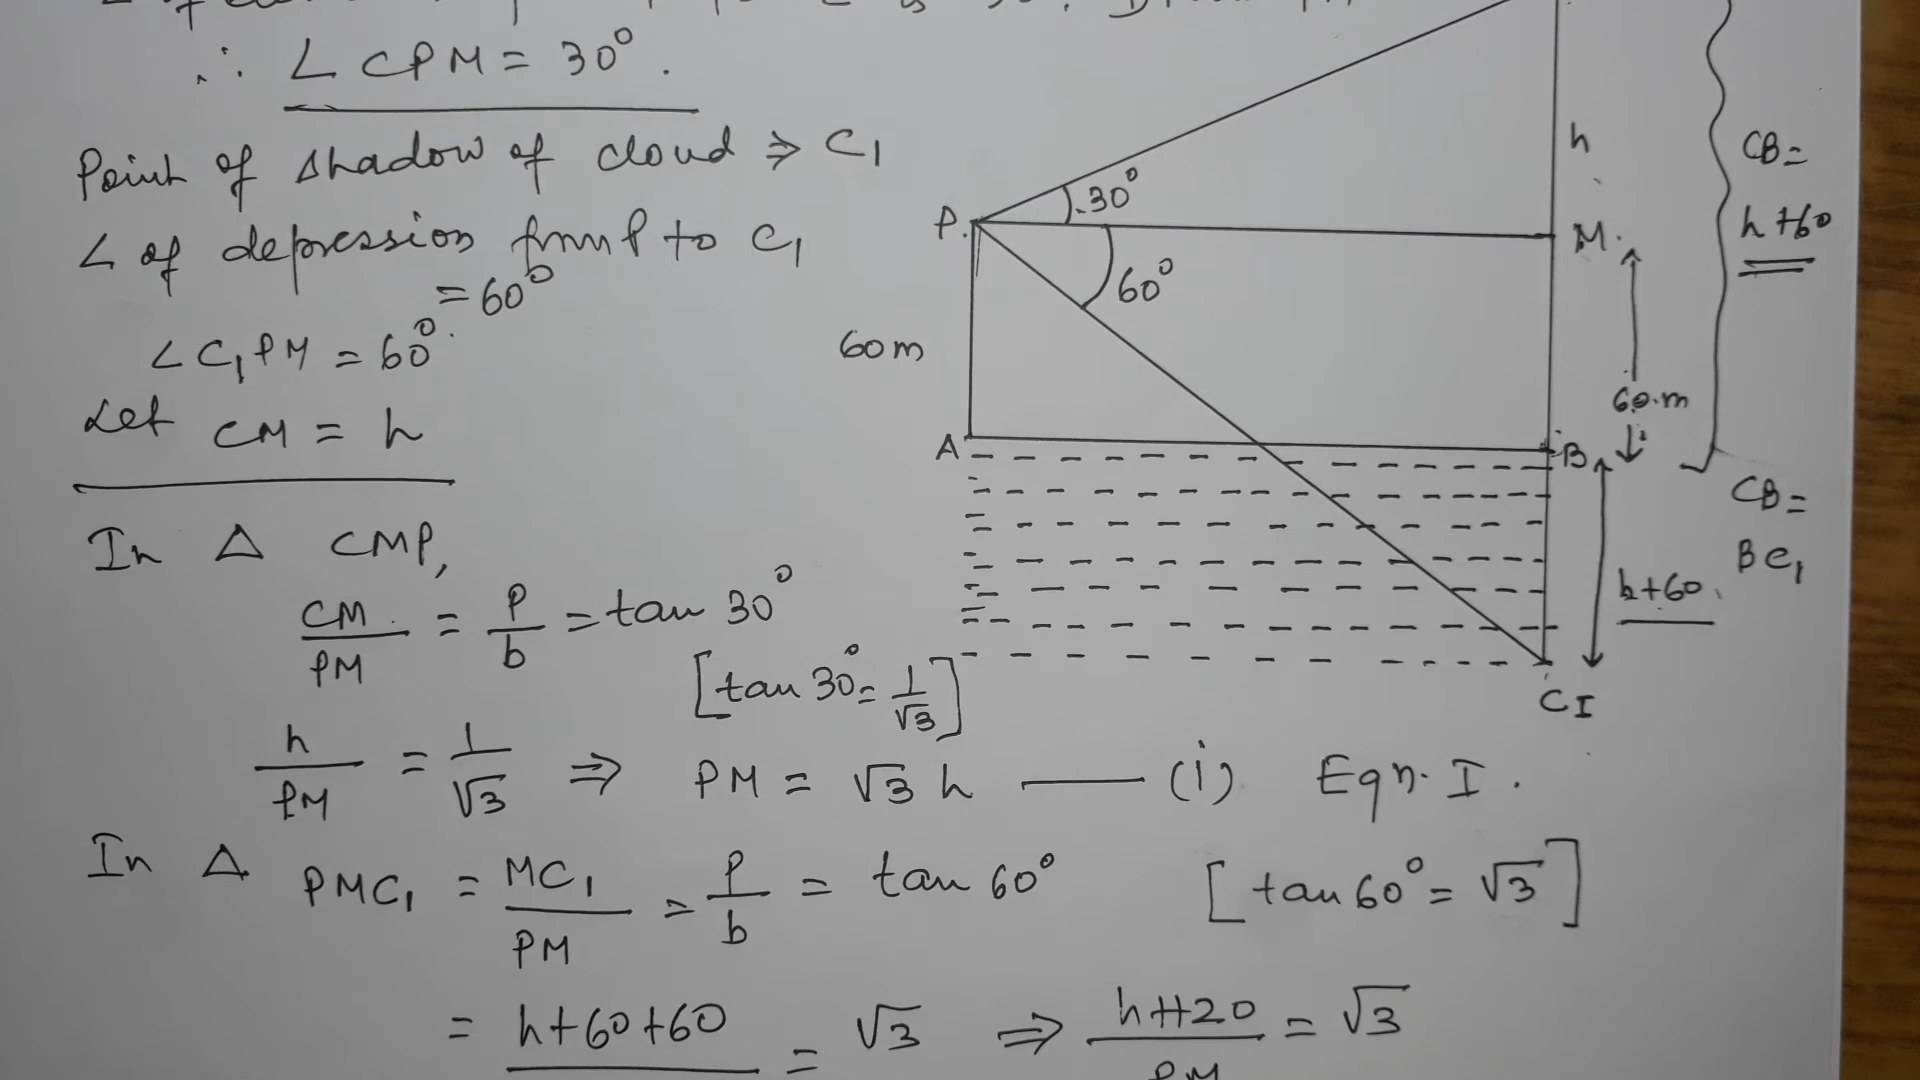 ∴ ∠ CPM = 30°.
Point of shadow of cloud ⇒ C₁
∠ of depression from P to C₁
= 60°
∠C₁PM = 60°.
Let CM = h
In △ CMP,
CM/PM = P/b = tan 30°
[tan 30° = 1/√3]
h/PM = 1/√3 ⇒ PM = √3 h — (i) Eqn. I.
In △ PMC₁ = MC₁/PM = P/b = tan 60° [tan 60° = √3]
= h+60+60 = √3 ⇒ h+120/PM = √3
P.
30°
60°
h
M.
60m
A
B
60.m
CB =
h+60
CB =
BC₁
h+60.
CI